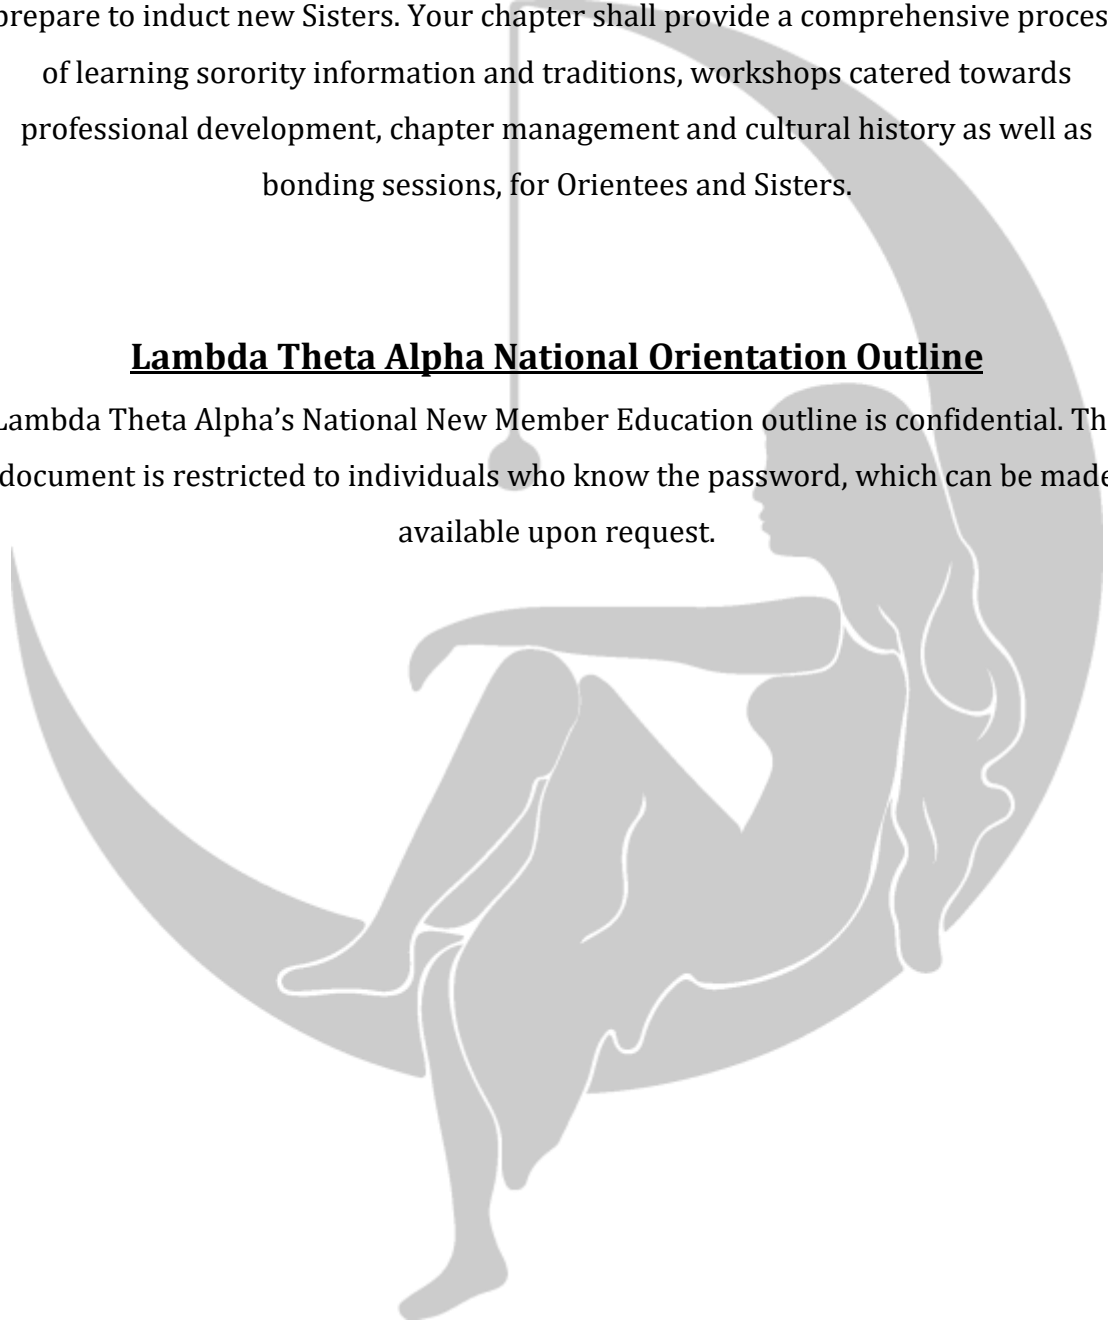 prepare to induct new Sisters. Your chapter shall provide a comprehensive proces
of learning sorority information and traditions, workshops catered towards
professional development, chapter management and cultural history as well as
bonding sessions, for Orientees and Sisters.
Lambda Theta Alpha National Orientation Outline
Lambda Theta Alpha’s National New Member Education outline is confidential. Th
document is restricted to individuals who know the password, which can be made
available upon request.